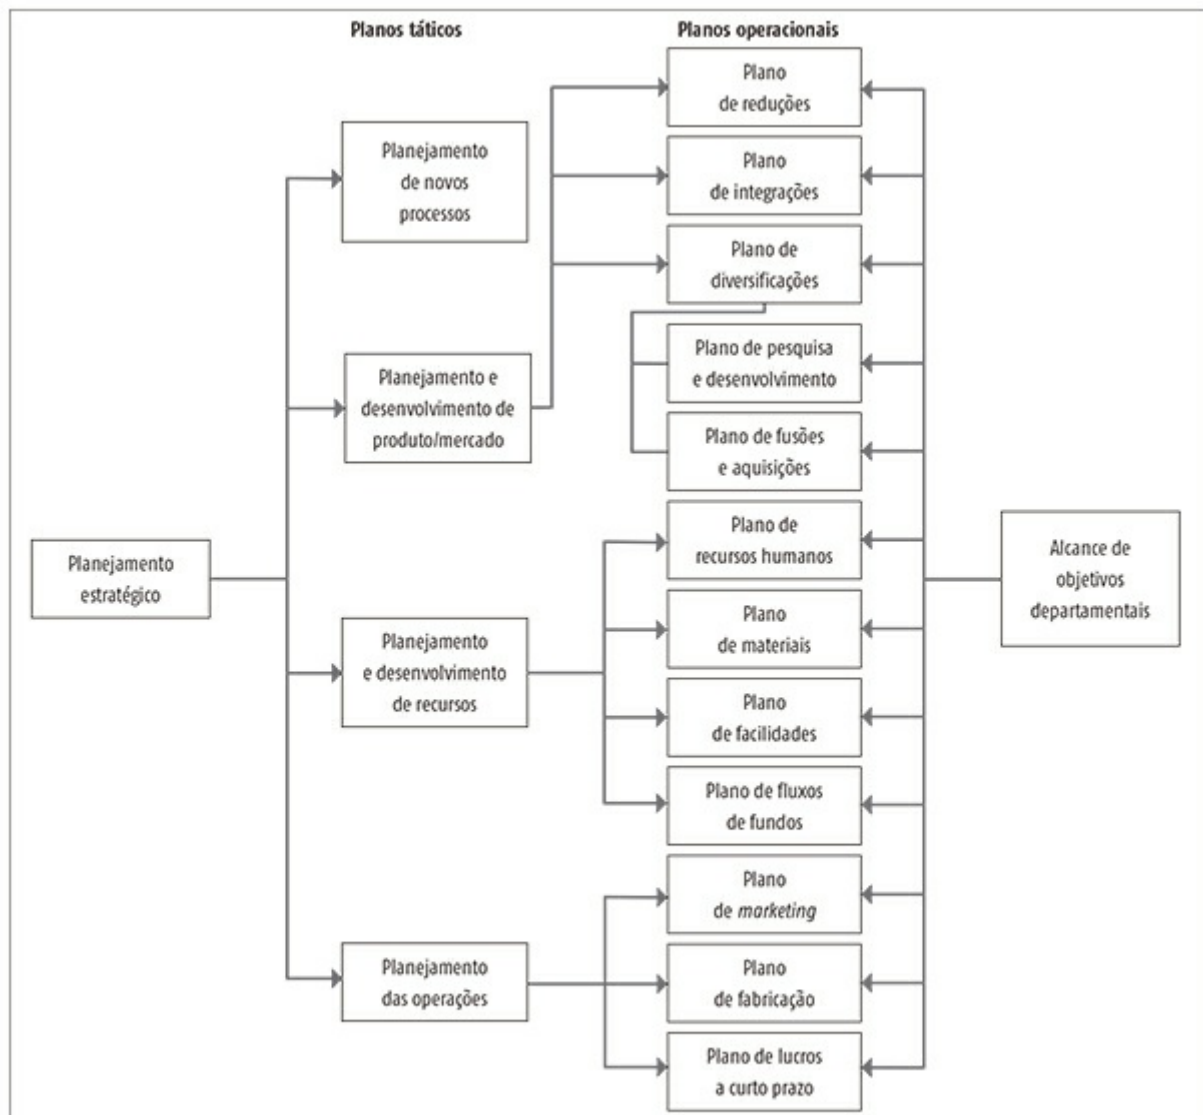 Planos táticos
Planos operacionais
Plano
de reduções
Planejamento
de novos
processos
Plano
de integrações
Plano de
diversificações
Plano de pesquisa
e desenvolvimento
Planejamento e
desenvolvimento de
produto/mercado
Plano de fusões
e aquisições
Plano de
recursos humanos
Planejamento
estratégico
Alcance de
objetivos
departamentais
Plano
de materiais
Planejamento
e desenvolvimento
de recursos
Plano
de facilidades
Plano de fluxos
de fundos
Plano
de marketing
Planejamento
das operações
Plano
de fabricação
Plano de lucros
a curto prazo